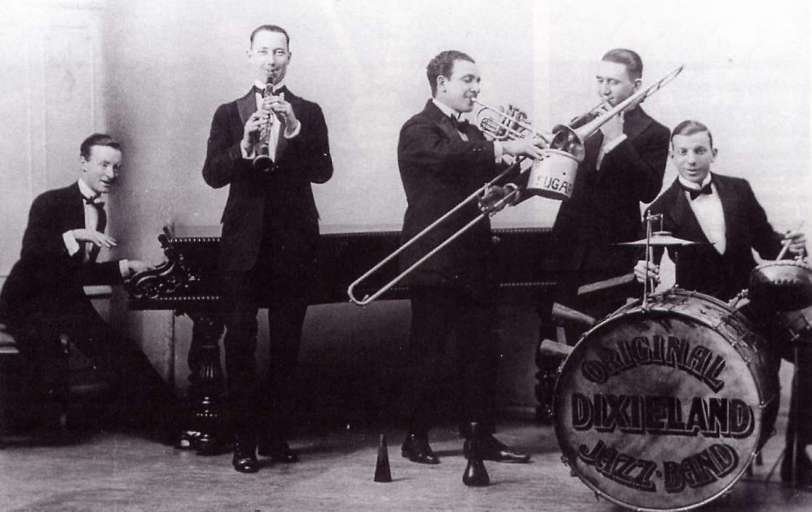 SUGAR
ORIGINAL
DIXIELAND
JAZZ BAND